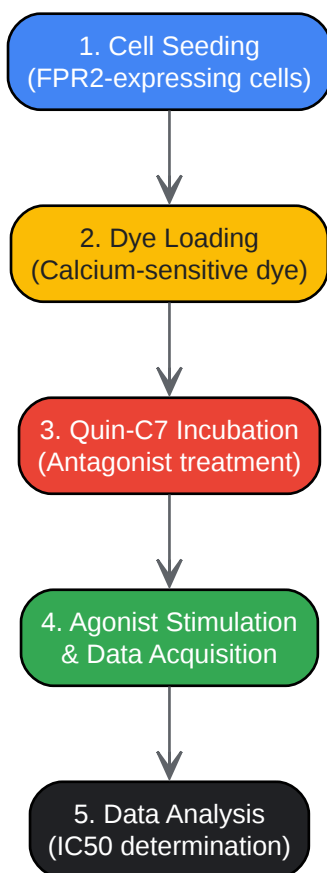 1. Cell Seeding
(FPR2-expressing cells)
2. Dye Loading
(Calcium-sensitive dye)
3. Quin-C7 Incubation
(Antagonist treatment)
4. Agonist Stimulation
& Data Acquisition
5. Data Analysis
(IC50 determination)